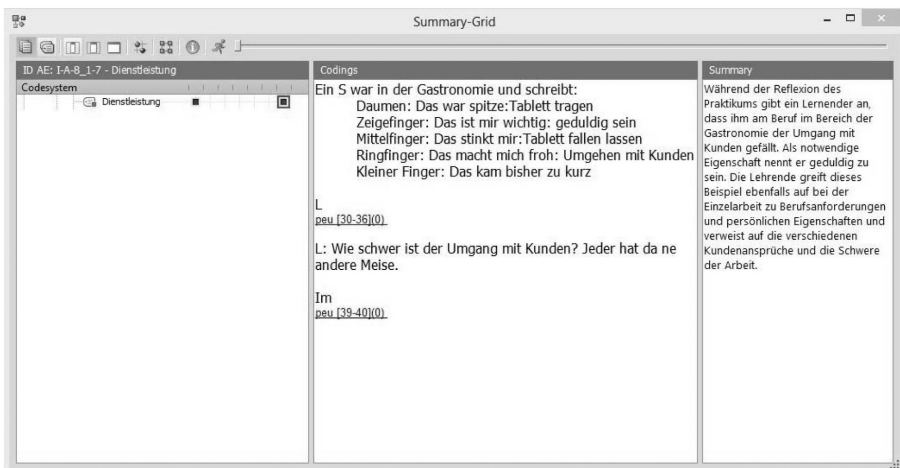 Summary-Grid
ID AE: I-A-8_1-7 - Dienstleistung
Codesystem
Dienstleistung
Codings
Ein S war in der Gastronomie und schreibt:
Daumen: Das war spitze:Tablett tragen
Zeigefinger: Das ist mir wichtig: geduldig sein
Mittelfinger: Das stinkt mir:Tablett fallen lassen
Ringfinger: Das macht mich froh: Umgehen mit Kunden
Kleiner Finger: Das kam bisher zu kurz
L
peu [30-36](0)
L: Wie schwer ist der Umgang mit Kunden? Jeder hat da ne
andere Meise.
Im
peu [39-40](0)
Summary
Während der Reflexion des
Praktikums gibt ein Lernender an,
dass ihm am Beruf im Bereich der
Gastronomie der Umgang mit
Kunden gefällt. Als notwendige
Eigenschaft nennt er geduldig zu
sein. Die Lehrende greift dieses
Beispiel ebenfalls auf bei der
Einzelarbeit zu Berufsanforderungen
und persönlichen Eigenschaften und
verweist auf die verschiedenen
Kundenansprüche und die Schwere
der Arbeit.